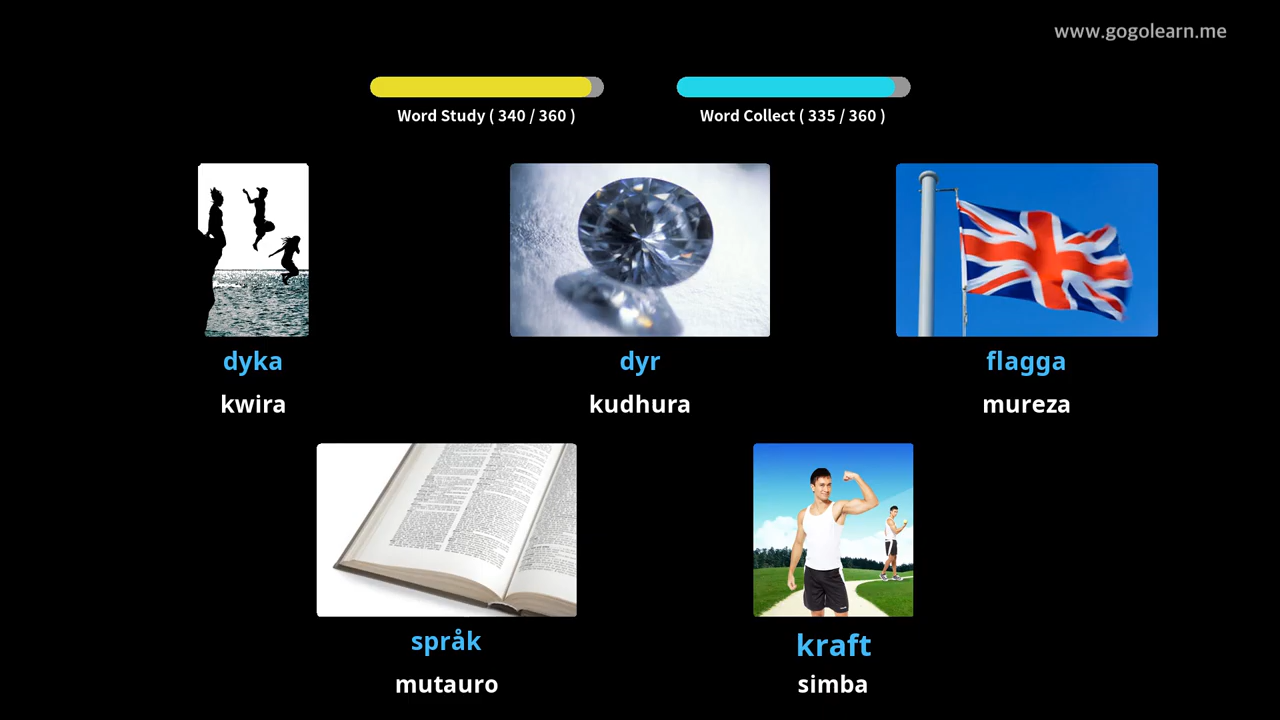 www.gogolearn.me
Word Study ( 340 / 360 )
Word Collect ( 335 / 360 )
dyka
dyr
flagga
kwira
kudhura
mureza
språk
kraft
mutauro
simba